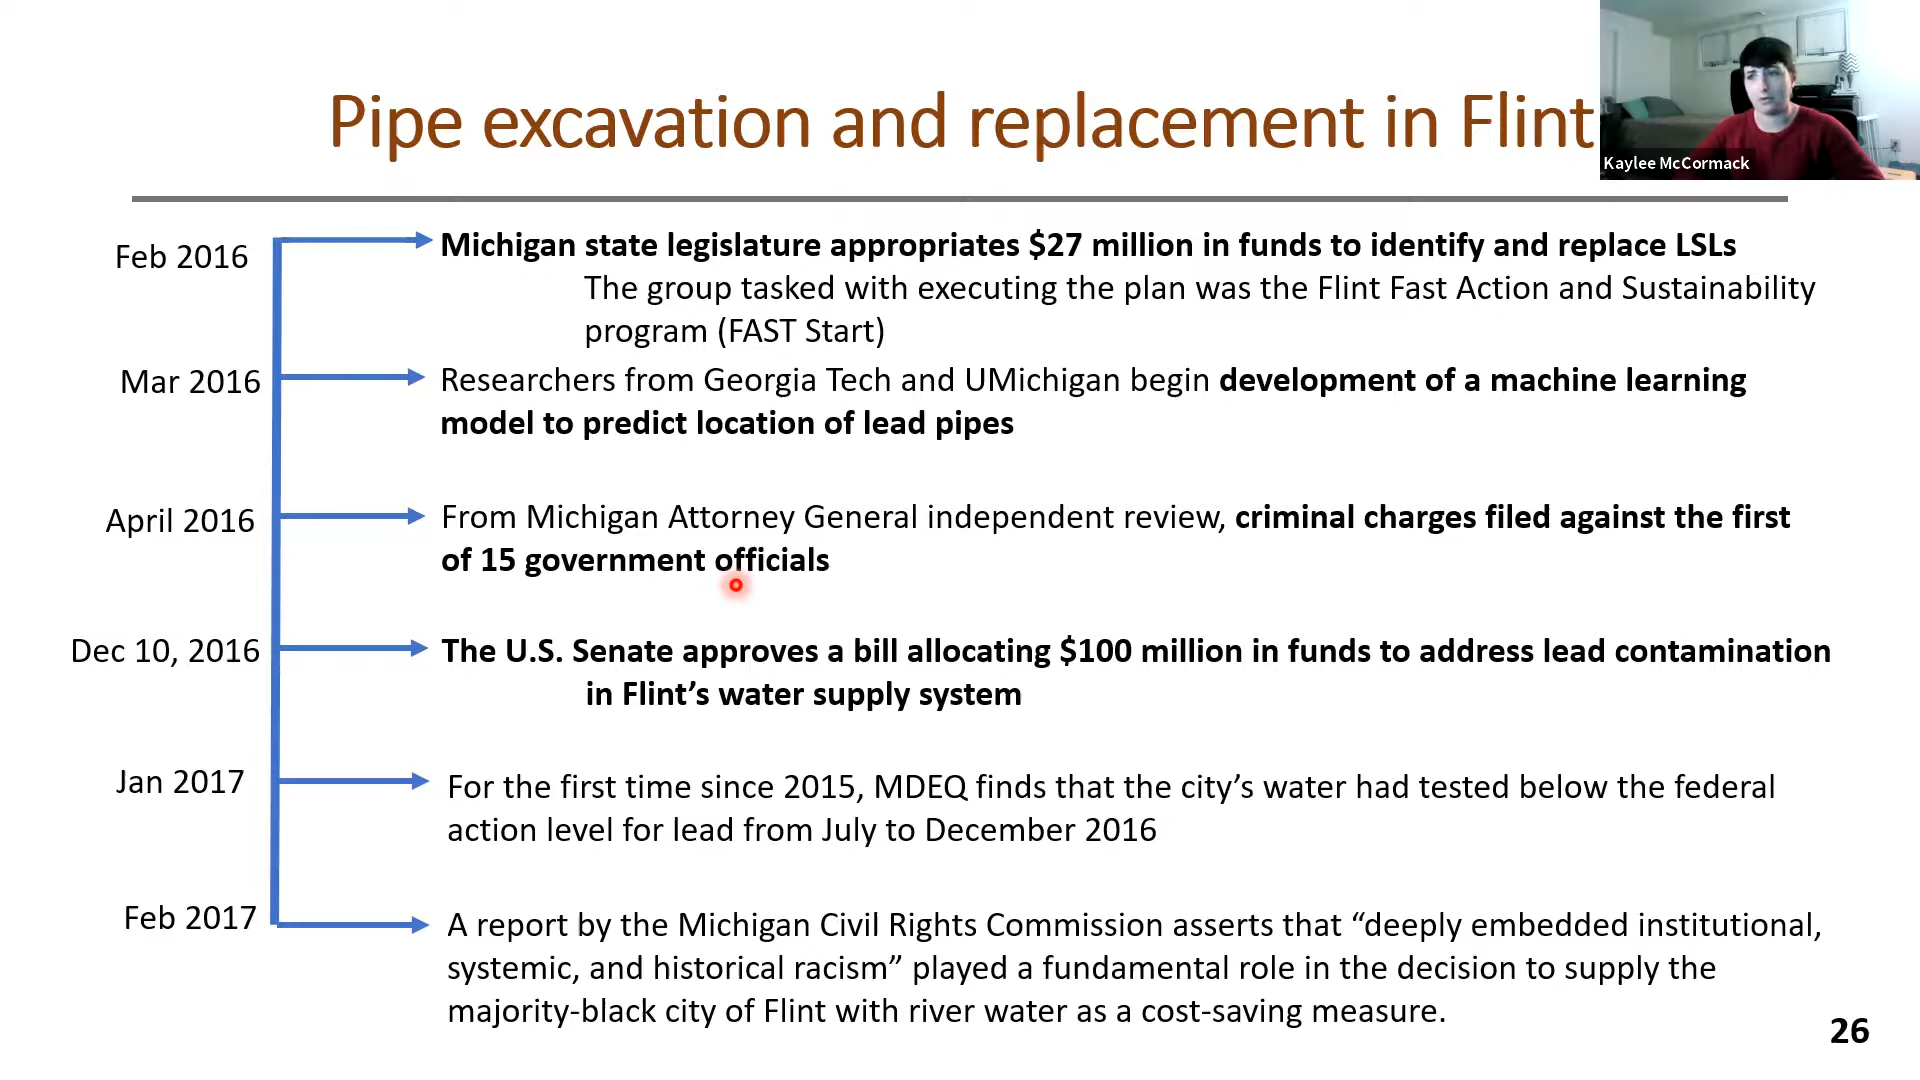 Pipe excavation and replacement in Flint
Kaylee McCormack
Feb 2016
Michigan state legislature appropriates $27 million in funds to identify and replace LSLs
The group tasked with executing the plan was the Flint Fast Action and Sustainability
program (FAST Start)
Mar 2016
Researchers from Georgia Tech and UMichigan begin development of a machine learning
model to predict location of lead pipes
April 2016
From Michigan Attorney General independent review, criminal charges filed against the first
of 15 government officials
Dec 10, 2016
The U.S. Senate approves a bill allocating $100 million in funds to address lead contamination
in Flint’s water supply system
Jan 2017
For the first time since 2015, MDEQ finds that the city’s water had tested below the federal
action level for lead from July to December 2016
Feb 2017
A report by the Michigan Civil Rights Commission asserts that “deeply embedded institutional,
systemic, and historical racism” played a fundamental role in the decision to supply the
majority-black city of Flint with river water as a cost-saving measure.
26